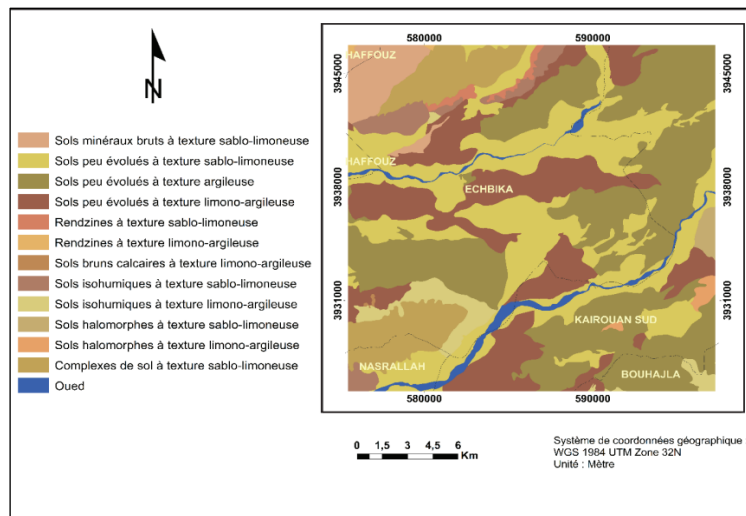 N
Sols minéraux bruts à texture sablo-limoneuse
Sols peu évolués à texture sablo-limoneuse
Sols peu évolués à texture argileuse
Sols peu évolués à texture limono-argileuse
Rendzines à texture sablo-limoneuse
Rendzines à texture limono-argileuse
Sols bruns calcaires à texture limono-argileuse
Sols isohumiques à texture sablo-limoneuse
Sols isohumiques à texture limono-argileuse
Sols halomorphes à texture sablo-limoneuse
Sols halomorphes à texture limono-argileuse
Complexes de sol à texture sablo-limoneuse
Oued
580000 590000
3945000 3945000
HAFFOUZ
HAFFOUZ
3938000 3938000
ECHBIKA
3931000 3931000
KAIROUAN SUD
NASRALLAH
BOUHAJLA
580000 590000
0 1,5 3 4,5 6
Km
Système de coordonnées géographique
WGS 1984 UTM Zone 32N
Unité : Mètre